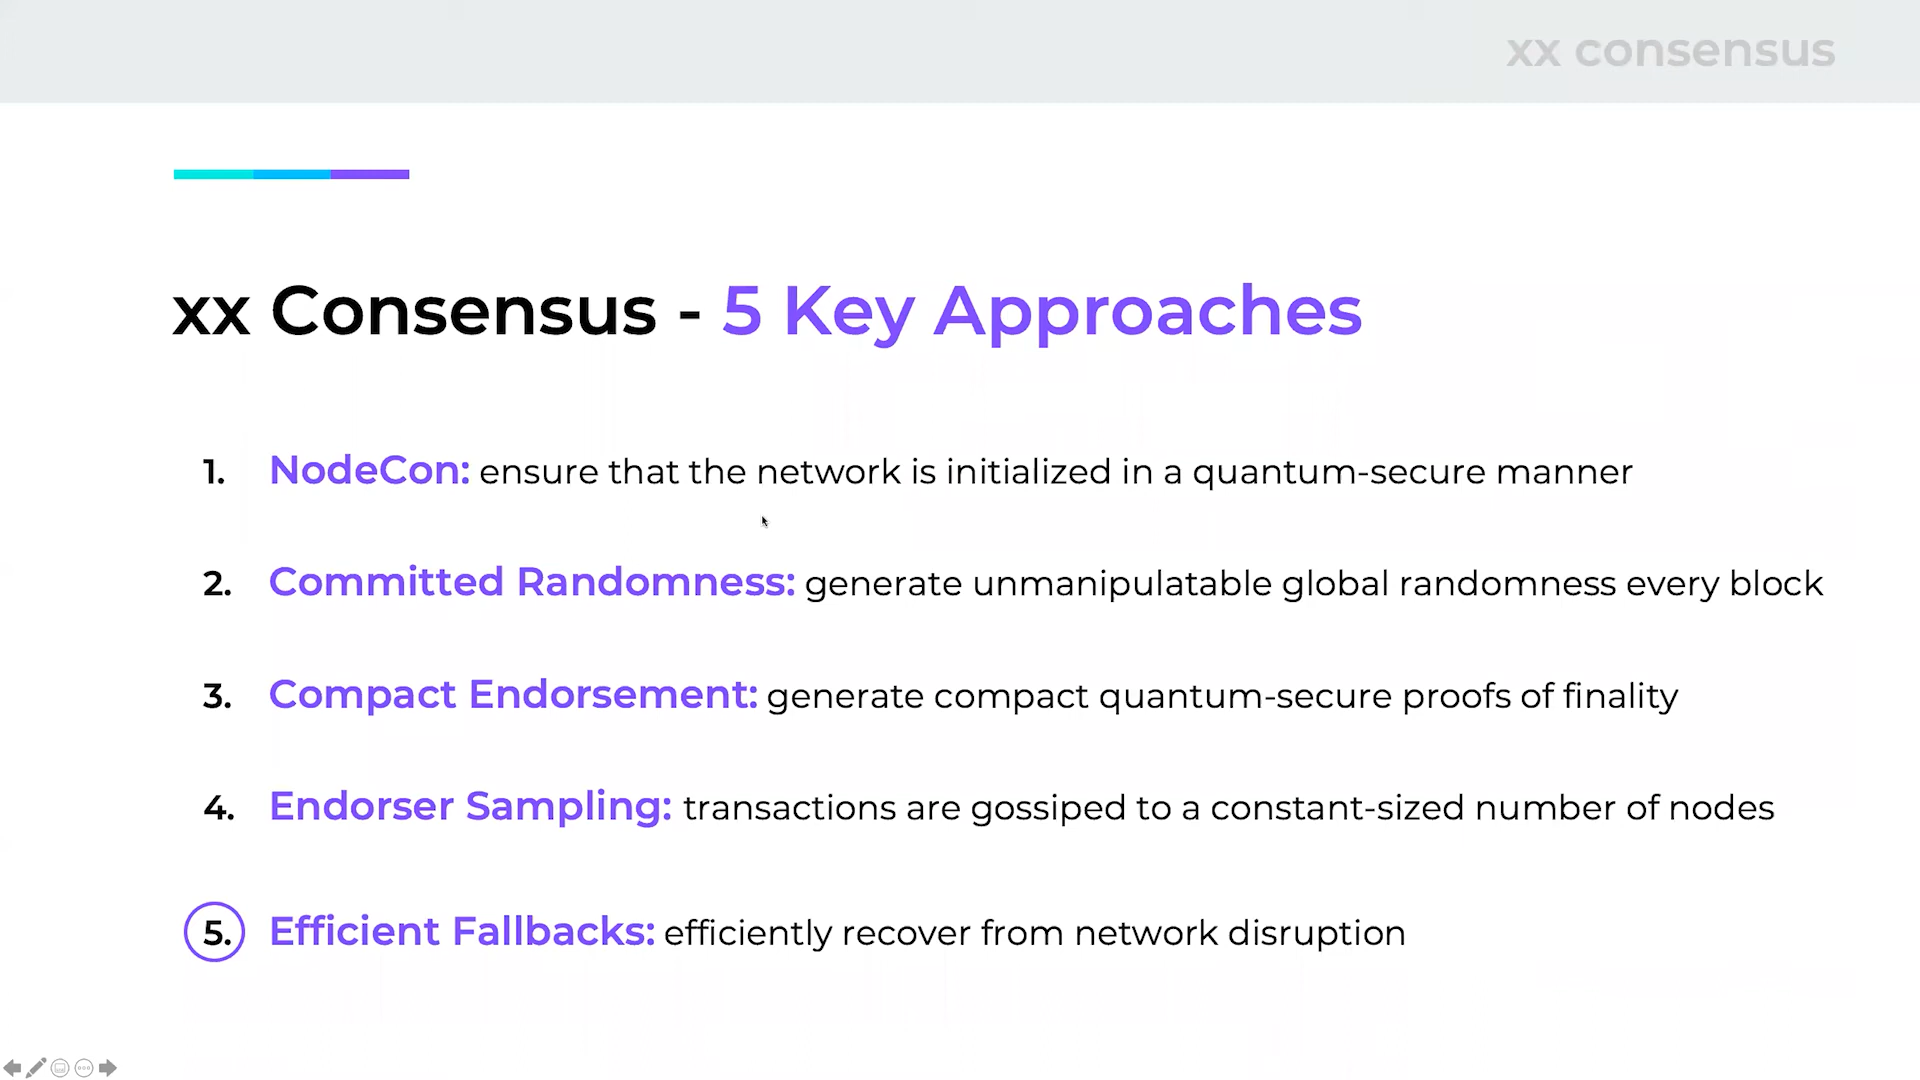 xx consensus
xx Consensus - 5 Key Approaches
1. NodeCon: ensure that the network is initialized in a quantum-secure manner
2. Committed Randomness: generate unmanipulatable global randomness every block
3. Compact Endorsement: generate compact quantum-secure proofs of finality
4. Endorser Sampling: transactions are gossiped to a constant-sized number of nodes
5. Efficient Fallbacks: efficiently recover from network disruption